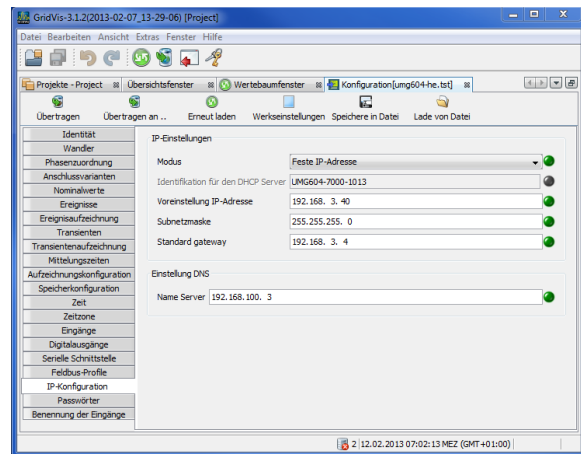 GridVis-3.1.2(2013-02-07_13-29-06) [Project]
Datei Bearbeiten Ansicht Extras Fenster Hilfe
Projekte - Project Übersichtsfenster Wertebaumfenster Konfiguration[umg604-he.tst]
Übertragen Übertragen an .. Erneut laden Werkseinstellungen Speichere in Datei Lade von Datei
Identität
Wandler
Phasenzuordnung
Anschlussvarianten
Nominalwerte
Ereignisse
Ereignisaufzeichnung
Transienten
Transientenaufzeichnung
Mittelungszeiten
Aufzeichnungskonfiguration
Speicherkonfiguration
Zeit
Zeitzone
Eingänge
Digitalausgänge
Serielle Schnittstelle
Feldbus-Profile
IP-Konfiguration
Passwörter
Benennung der Eingänge
IP-Einstellungen
Modus Feste IP-Adresse
Identifikation für den DHCP Server UMG604-7000-1013
Voreinstellung IP-Adresse 192.168. 3. 40
Subnetzmaske 255.255.255. 0
Standard gateway 192.168. 3. 4
Einstellung DNS
Name Server 192.168.100. 3
2 12.02.2013 07:02:13 MEZ (GMT+01:00)